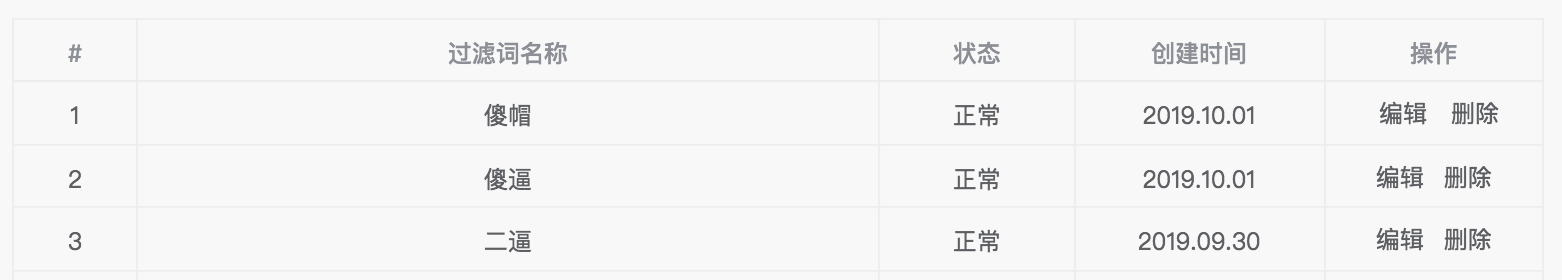 # 过滤词名称 状态 创建时间 操作
1 傻帽 正常 2019.10.01 编辑 删除
2 傻逼 正常 2019.10.01 编辑 删除
3 二逼 正常 2019.09.30 编辑 删除